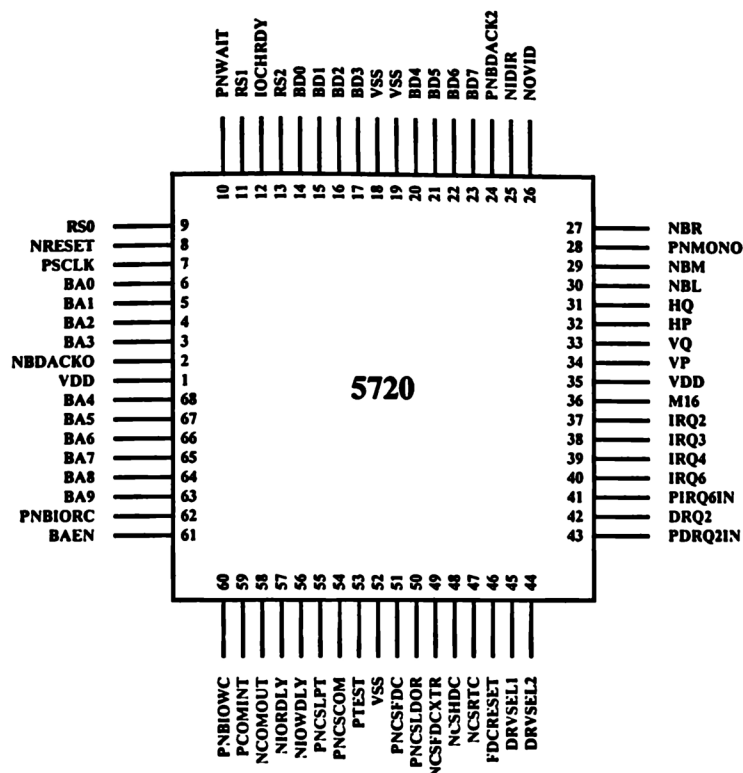 PNWAIT
RS1
IOCHRDY
RS2
BD0
BD1
BD2
BD3
VSS
VSS
BD4
BD5
BD6
BD7
PNBDACK2
NIDIR
NOVID
10
11
12
13
14
15
16
17
18
19
20
21
22
23
24
25
26
RS0 9
NRESET 8
PSCLK 7
BA0 6
BA1 5
BA2 4
BA3 3
NBDACKO 2
VDD 1
BA4 68
BA5 67
BA6 66
BA7 65
BA8 64
BA9 63
PNBIORC 62
BAEN 61
5720
27 NBR
28 PNMONO
29 NBM
30 NBL
31 HQ
32 HP
33 VQ
34 VP
35 VDD
36 M16
37 IRQ2
38 IRQ3
39 IRQ4
40 IRQ6
41 PIRQ6IN
42 DRQ2
43 PDRQ2IN
60
59
58
57
56
55
54
53
52
51
50
49
48
47
46
45
44
PNBIOWC
PCOMINT
NCOMOUT
NIORDLY
NIOWDLY
PNCSLPT
PNCSCOM
PTEST
VSS
PNCSFDC
PNCSLDOR
NCSFDCXTR
NCSHDC
NCSRTC
FDCRESET
DRVSEL1
DRVSEL2